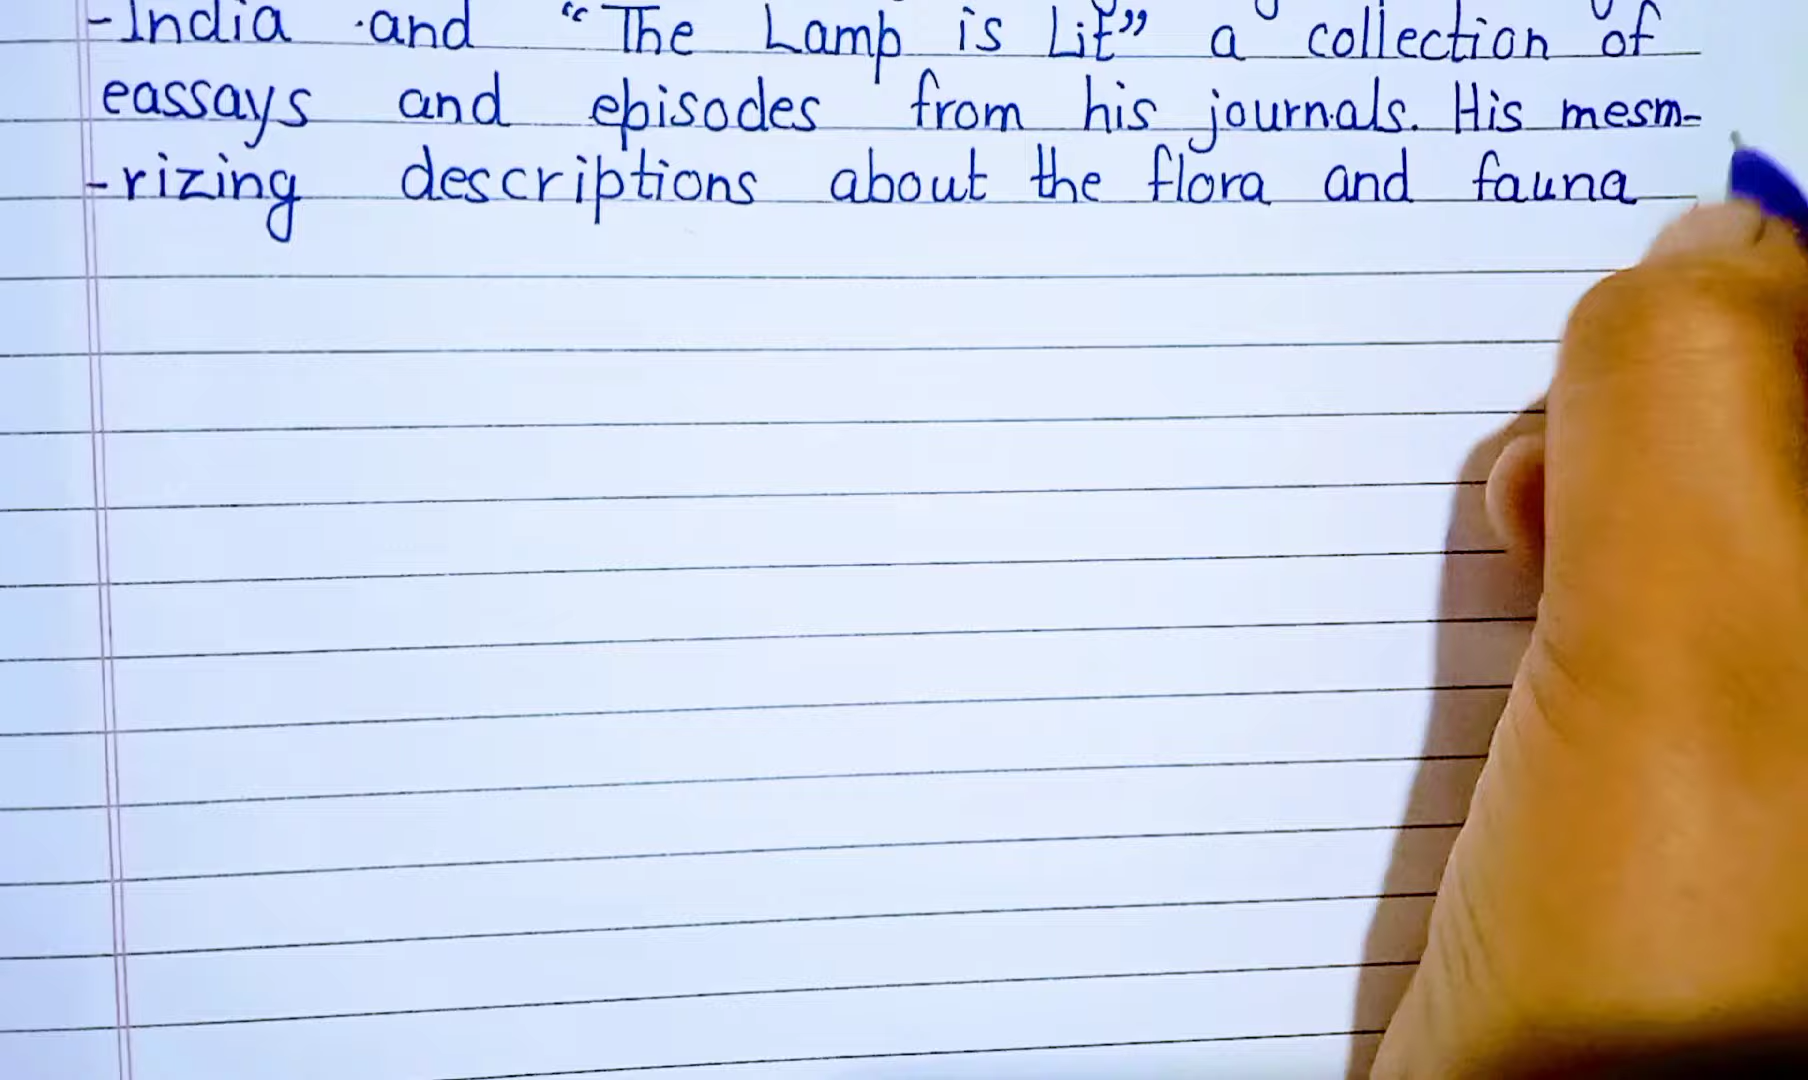 -India and “The Lamp is Lit” a collection of
eassays and episodes from his journals. His mesm-
-rizing descriptions about the flora and fauna